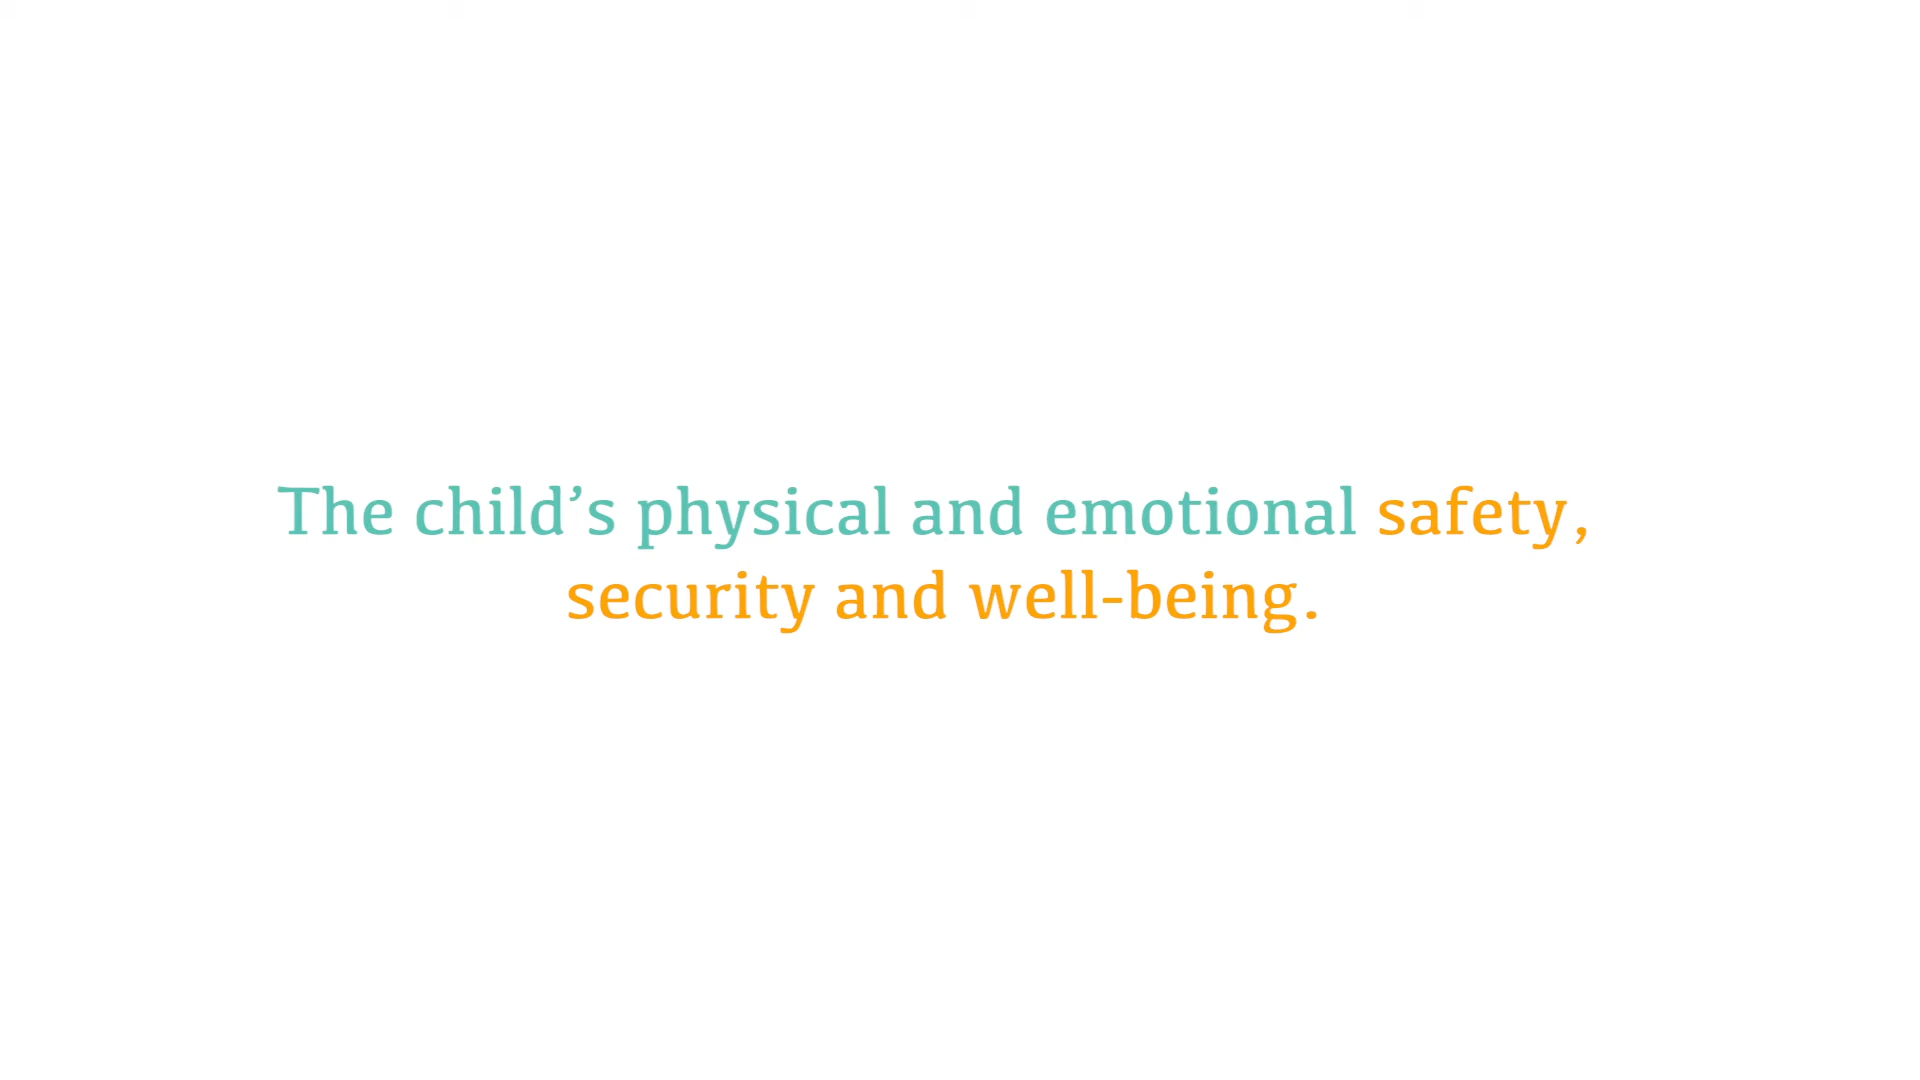 The child’s physical and emotional safety,
security and well-being.